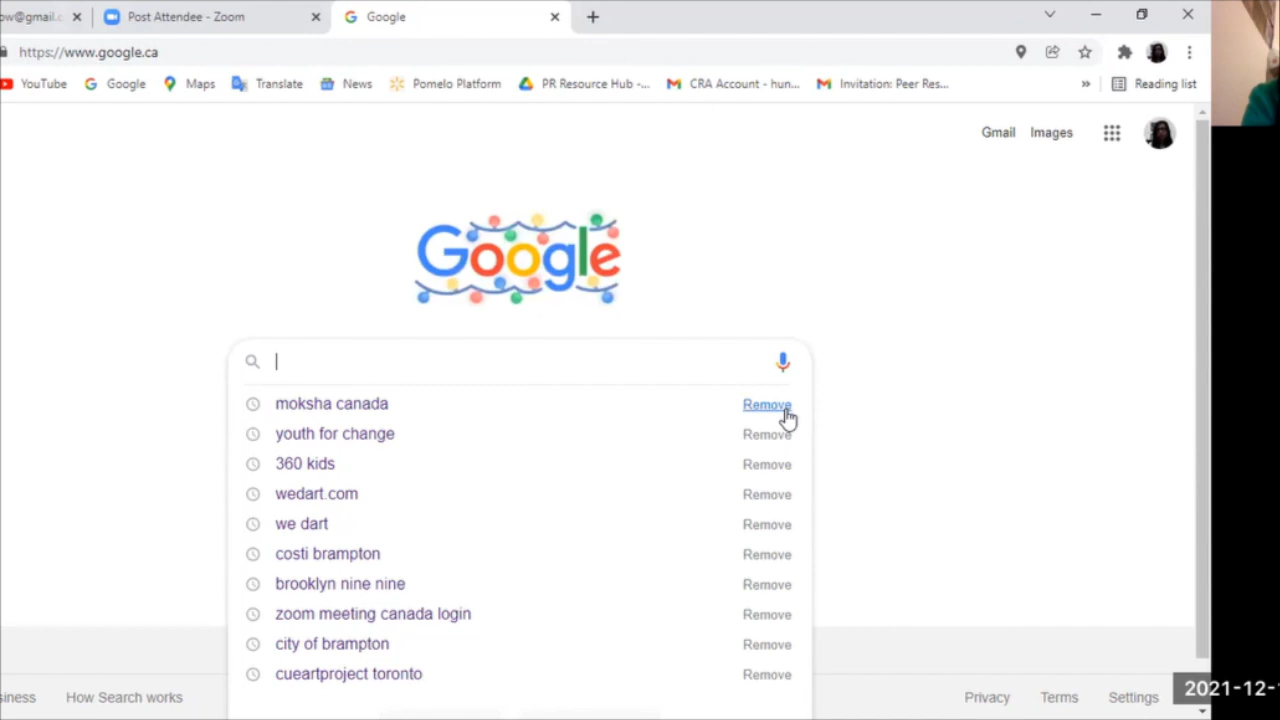 ow@gmail.c
Post Attendee - Zoom
Google
https://www.google.ca
YouTube
Google
Maps
Translate
News
Pomelo Platform
PR Resource Hub -...
CRA Account - hun...
Invitation: Peer Res...
»
Reading list
Gmail
Images
Google
moksha canada Remove
youth for change Remove
360 kids Remove
wedart.com Remove
we dart Remove
costi brampton Remove
brooklyn nine nine Remove
zoom meeting canada login Remove
city of brampton Remove
cueartproject toronto Remove
siness
How Search works
Privacy
Terms
Settings
2021-12-